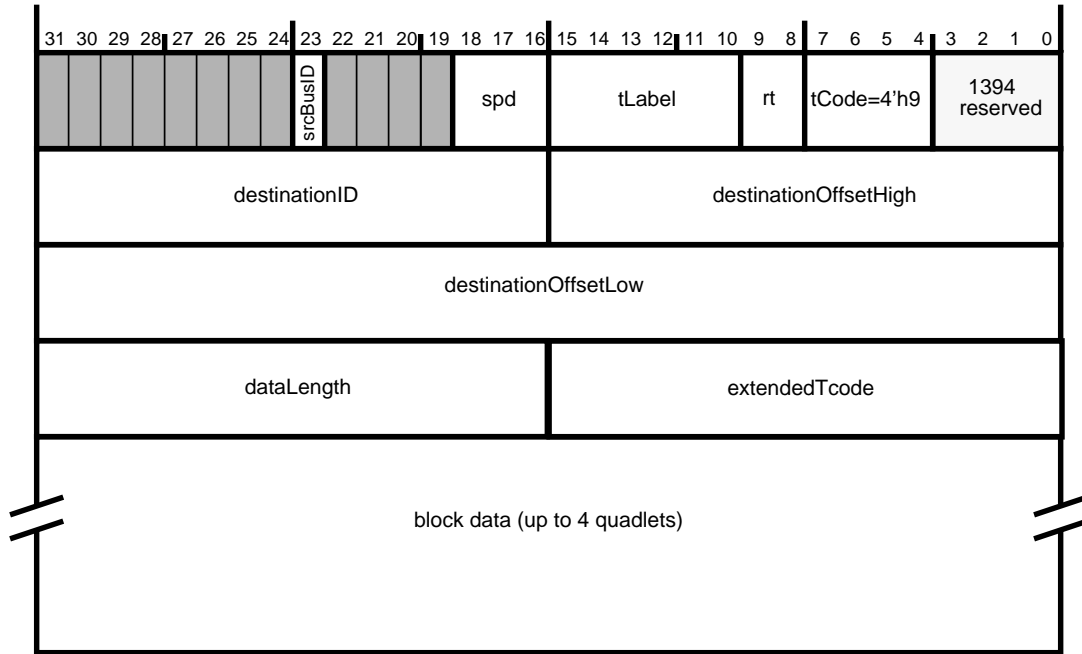 31 30 29 28 27 26 25 24 23 22 21 20 19 18 17 16 15 14 13 12 11 10 9 8 7 6 5 4 3 2 1 0
srcBusID
spd
tLabel
rt
tCode=4'h9
1394
reserved
destinationID
destinationOffsetHigh
destinationOffsetLow
dataLength
extendedTcode
block data (up to 4 quadlets)